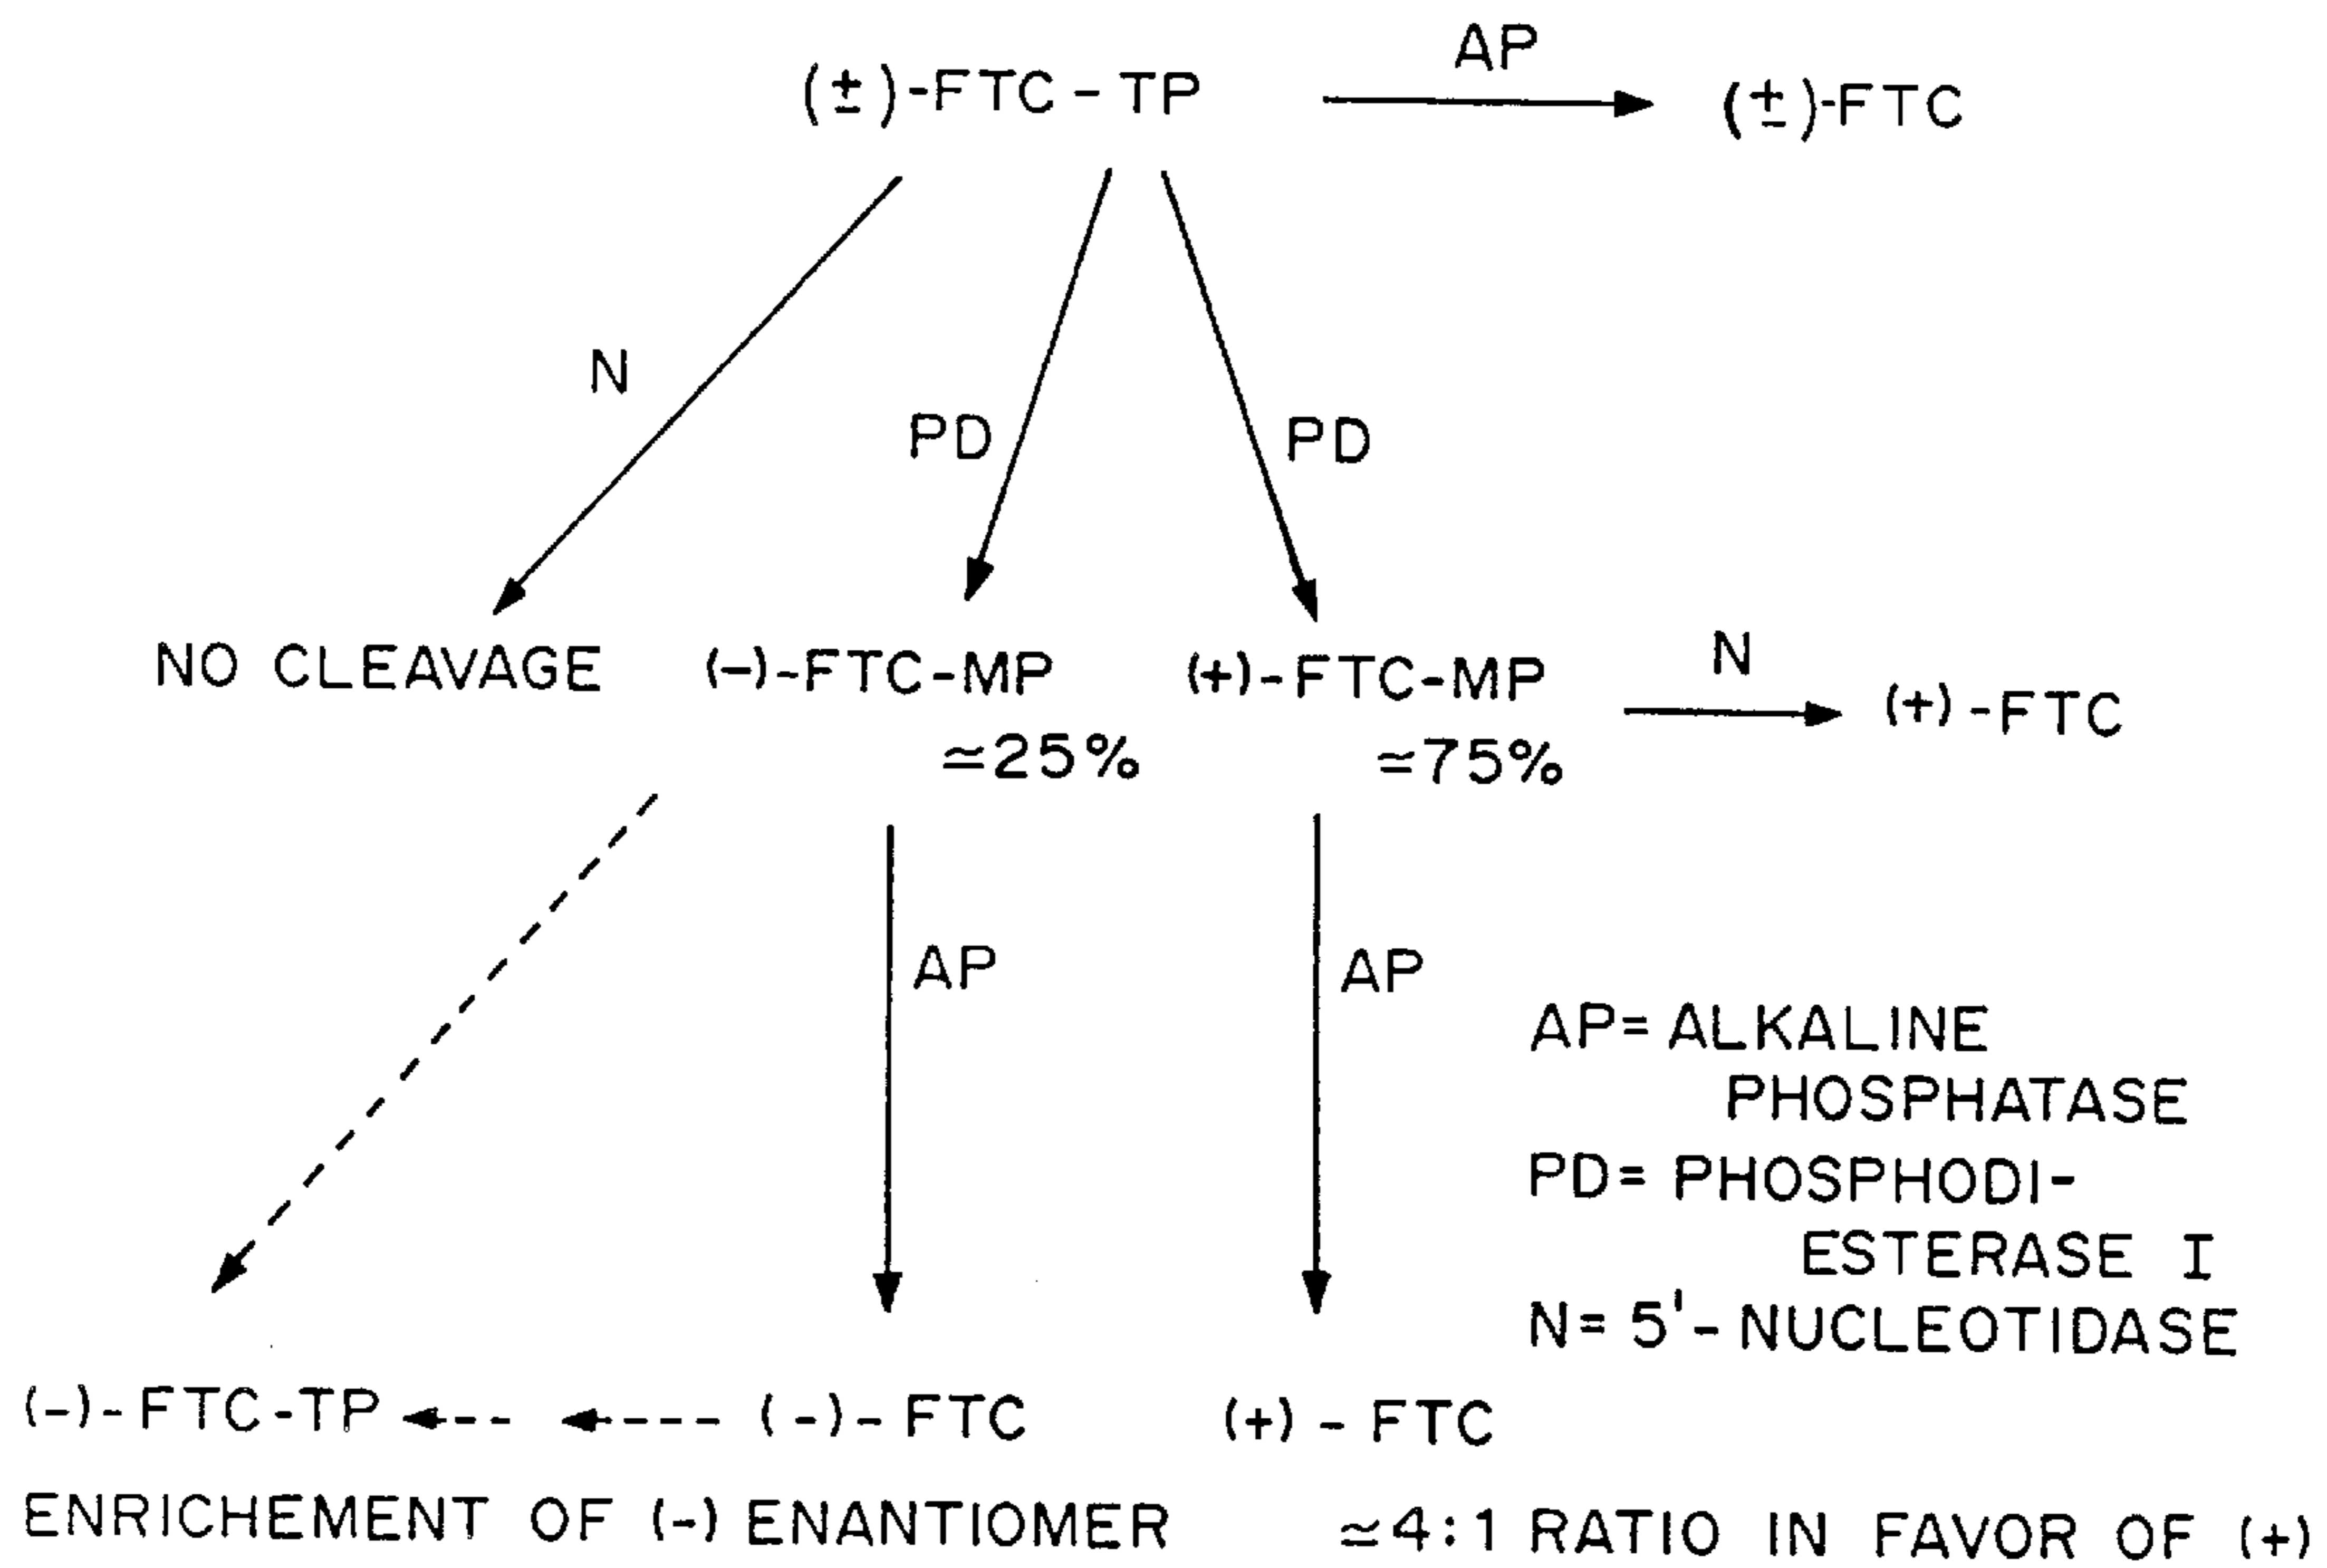 (±)-FTC-TP
AP
(±)-FTC
N
PD
PD
NO CLEAVAGE
(-)-FTC-MP
≃25%
(+)-FTC-MP
≃75%
N
(+)-FTC
AP
AP
AP= ALKALINE
PHOSPHATASE
PD= PHOSPHODI-
ESTERASE I
N= 5'-NUCLEOTIDASE
(-)-FTC-TP
(-)-FTC
(+)-FTC
ENRICHEMENT OF (-) ENANTIOMER
≃4:1 RATIO IN FAVOR OF (+)